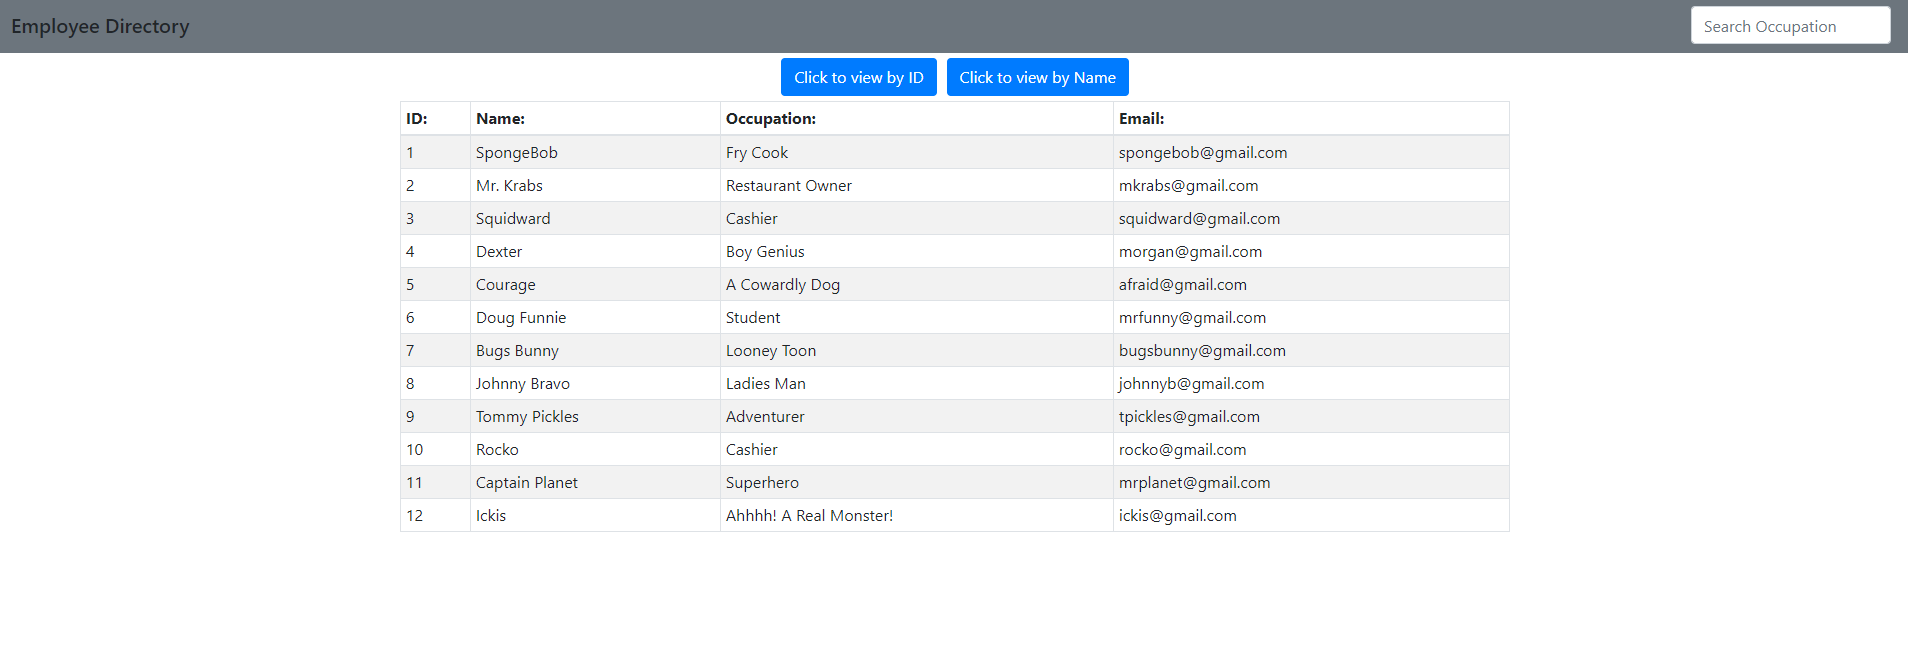 Employee Directory Search Occupation
Click to view by ID Click to view by Name
ID: Name: Occupation: Email:
1 SpongeBob Fry Cook spongebob@gmail.com
2 Mr. Krabs Restaurant Owner mkrabs@gmail.com
3 Squidward Cashier squidward@gmail.com
4 Dexter Boy Genius morgan@gmail.com
5 Courage A Cowardly Dog afraid@gmail.com
6 Doug Funnie Student mrfunny@gmail.com
7 Bugs Bunny Looney Toon bugsbunny@gmail.com
8 Johnny Bravo Ladies Man johnnyb@gmail.com
9 Tommy Pickles Adventurer tpickles@gmail.com
10 Rocko Cashier rocko@gmail.com
11 Captain Planet Superhero mrplanet@gmail.com
12 Ickis Ahhhh! A Real Monster! ickis@gmail.com